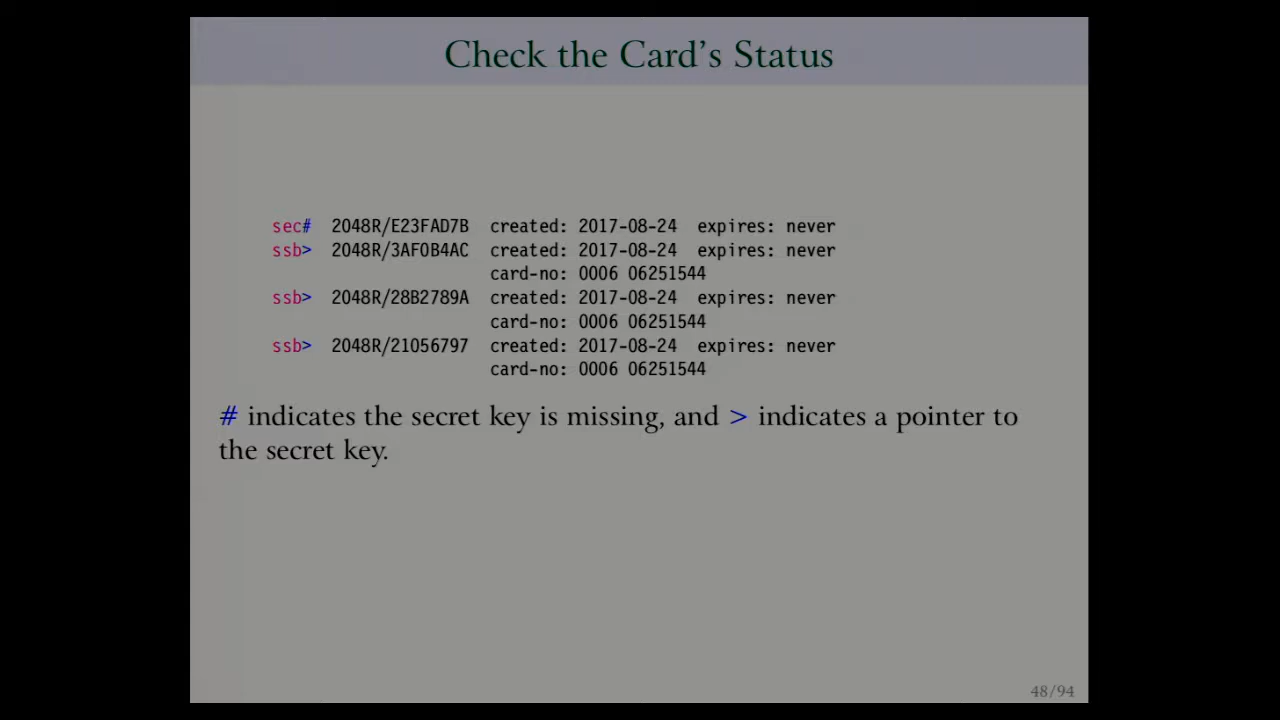 Check the Card's Status
sec# 2048R/E23FAD7B created: 2017-08-24 expires: never
ssb> 2048R/3AF0B4AC created: 2017-08-24 expires: never
card-no: 0006 06251544
ssb> 2048R/28B2789A created: 2017-08-24 expires: never
card-no: 0006 06251544
ssb> 2048R/21056797 created: 2017-08-24 expires: never
card-no: 0006 06251544
# indicates the secret key is missing, and > indicates a pointer to
the secret key.
48/94